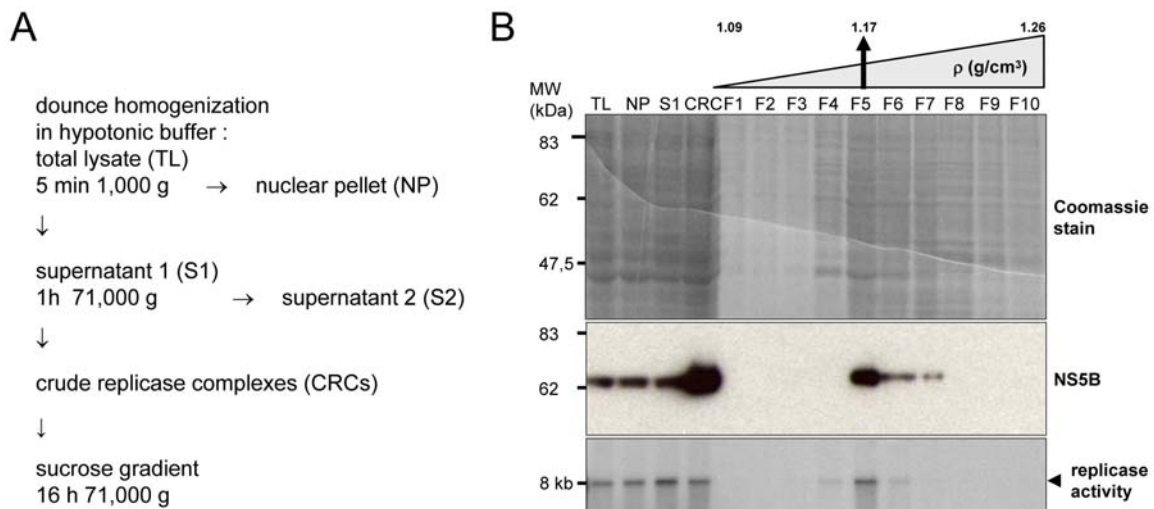 A
dounce homogenization
in hypotonic buffer :
total lysate (TL)
5 min 1,000 g → nuclear pellet (NP)
↓
supernatant 1 (S1)
1h 71,000 g → supernatant 2 (S2)
↓
crude replicase complexes (CRCs)
↓
sucrose gradient
16 h 71,000 g
B
1.09 1.17 1.26
ρ (g/cm³)
MW
(kDa)
TL NP S1 CRC F1 F2 F3 F4 F5 F6 F7 F8 F9 F10
83
62
47,5
Coomassie
stain
83
62
NS5B
8 kb
replicase
activity